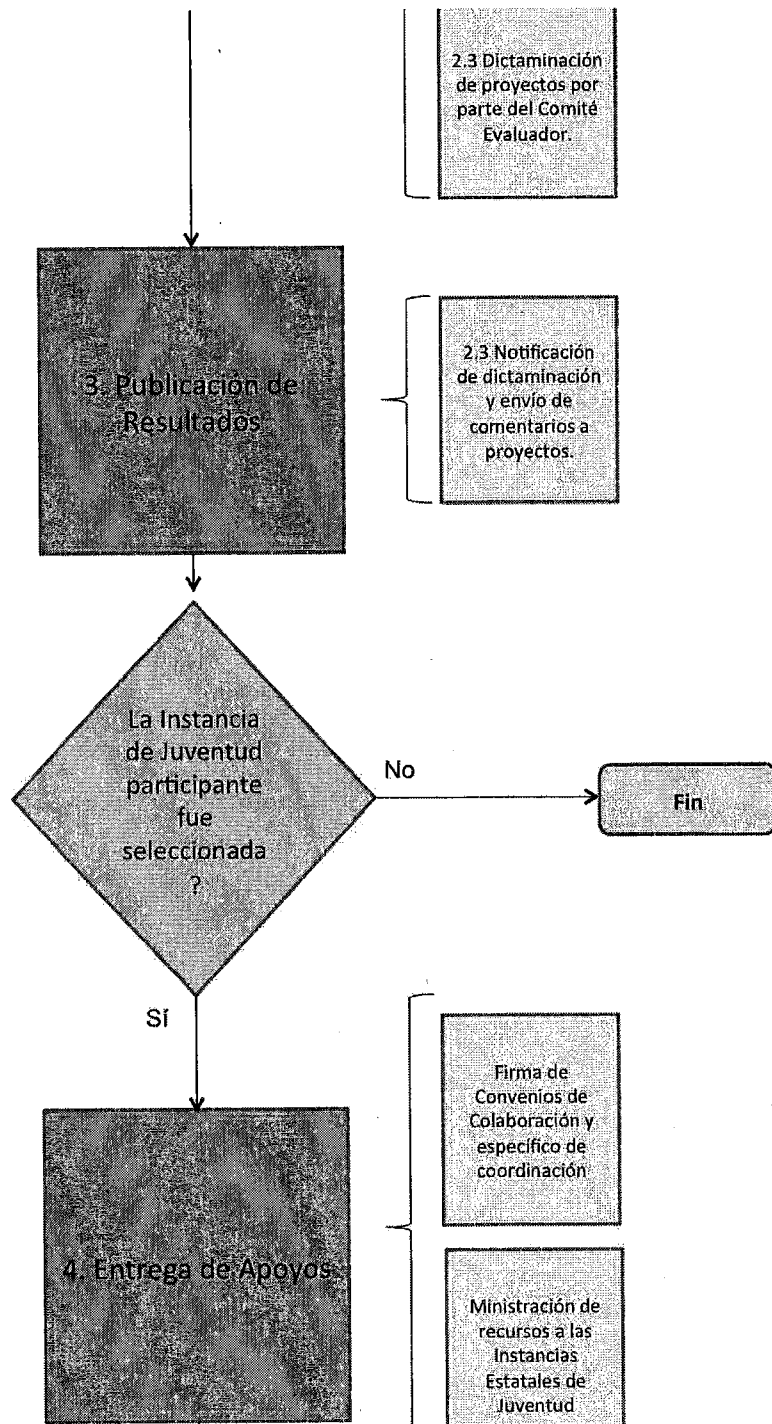 2.3 Dictaminación
de proyectos por
parte del Comité
Evaluador.
3. Publicación de
Resultados
2.3 Notificación
de dictaminación
y envío de
comentarios a
proyectos.
La Instancia
de Juventud
participante
fue
seleccionada
?
No
Fin
Sí
Firma de
Convenios de
Colaboración y
específico de
coordinación
4. Entrega de Apoyos
Ministración de
recursos a las
Instancias
Estatales de
Juventud